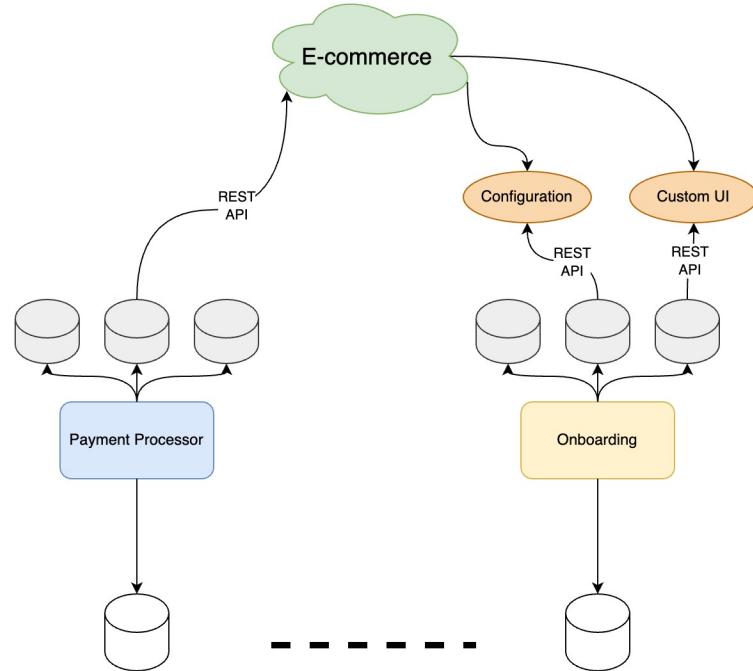 E-commerce
Configuration
Custom UI
REST
API
REST
API
REST
API
Payment Processor
Onboarding